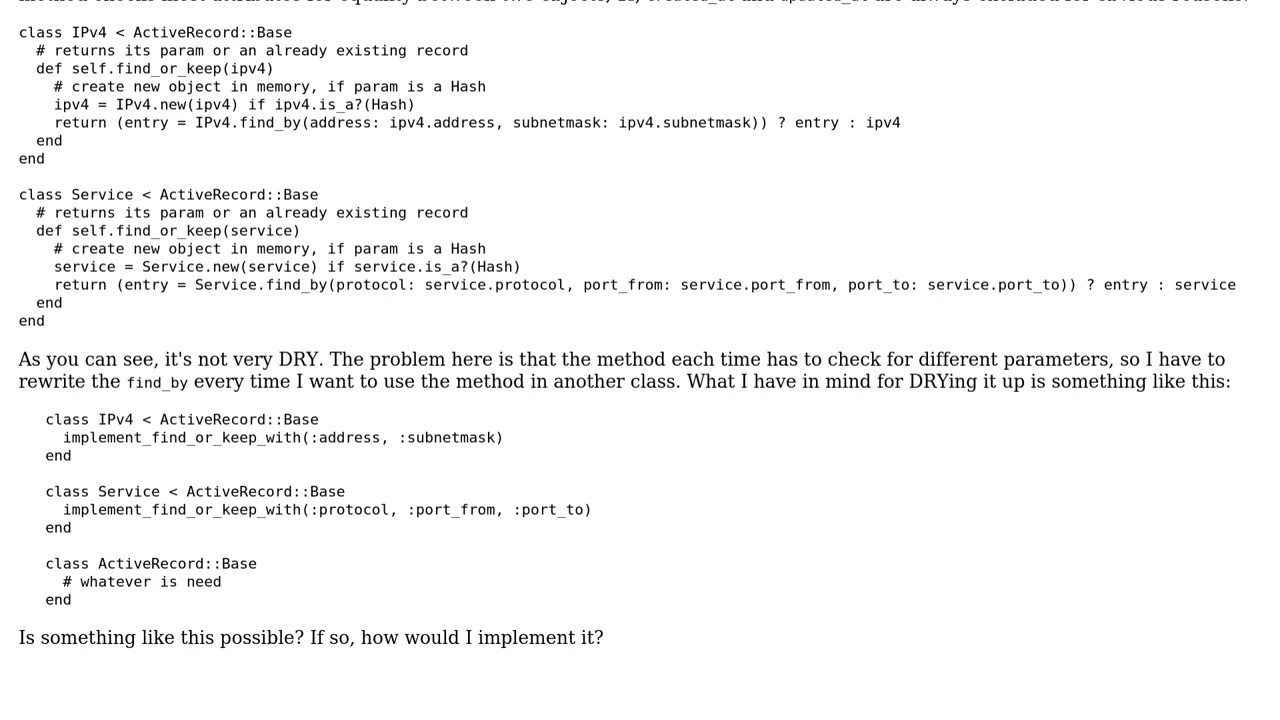 class IPv4 < ActiveRecord::Base
# returns its param or an already existing record
def self.find_or_keep(ipv4)
# create new object in memory, if param is a Hash
ipv4 = IPv4.new(ipv4) if ipv4.is_a?(Hash)
return (entry = IPv4.find_by(address: ipv4.address, subnetmask: ipv4.subnetmask)) ? entry : ipv4
end
end
class Service < ActiveRecord::Base
# returns its param or an already existing record
def self.find_or_keep(service)
# create new object in memory, if param is a Hash
service = Service.new(service) if service.is_a?(Hash)
return (entry = Service.find_by(protocol: service.protocol, port_from: service.port_from, port_to: service.port_to)) ? entry : service
end
end
As you can see, it's not very DRY. The problem here is that the method each time has to check for different parameters, so I have to
rewrite the find_by every time I want to use the method in another class. What I have in mind for DRYing it up is something like this:
class IPv4 < ActiveRecord::Base
implement_find_or_keep_with(:address, :subnetmask)
end
class Service < ActiveRecord::Base
implement_find_or_keep_with(:protocol, :port_from, :port_to)
end
class ActiveRecord::Base
# whatever is need
end
Is something like this possible? If so, how would I implement it?